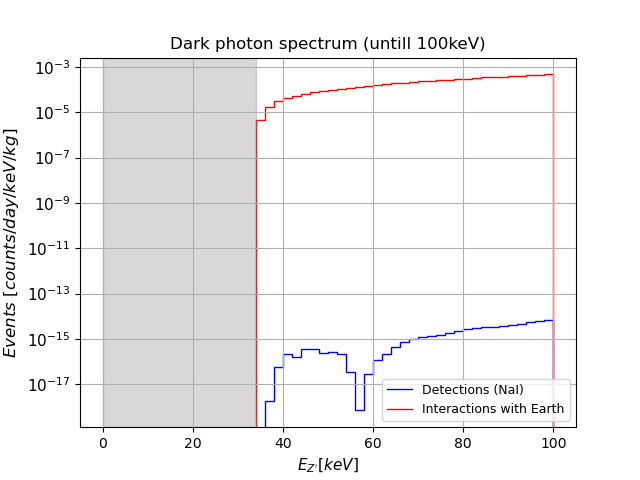 Dark photon spectrum (untill 100keV)
Events [counts/day/keV/kg]
10⁻³
10⁻⁵
10⁻⁷
10⁻⁹
10⁻¹¹
10⁻¹³
10⁻¹⁵
10⁻¹⁷
Detections (NaI)
Interactions with Earth
0 20 40 60 80 100
E_Z′[keV]